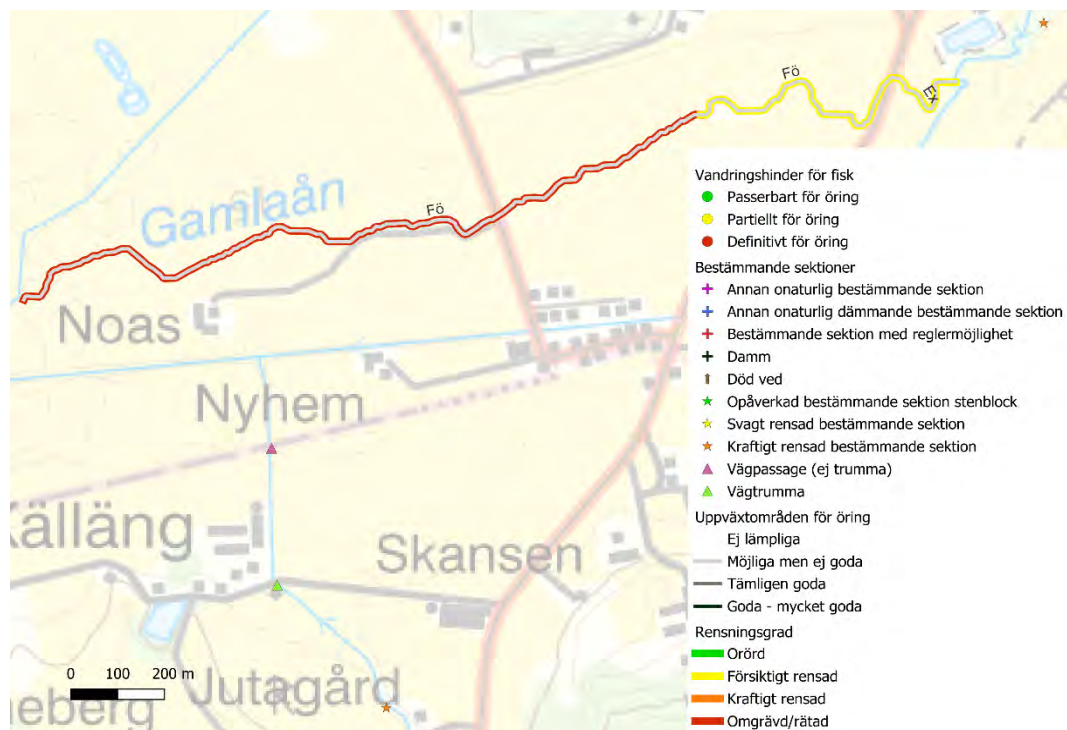 Fö
Ex
Gamlaån
Fö
Noas
Nyhem
älläng
Skansen
Jutagård
neberg
0 100 200 m
Vandringshinder för fisk
Passerbart för öring
Partiellt för öring
Definitivt för öring
Bestämmande sektioner
Annan onaturlig bestämmande sektion
Annan onaturlig dämmande bestämmande sektion
Bestämmande sektion med reglermöjlighet
Damm
Död ved
Opåverkad bestämmande sektion stenblock
Svagt rensad bestämmande sektion
Kraftigt rensad bestämmande sektion
Vägpassage (ej trumma)
Vägtrumma
Uppväxtområden för öring
Ej lämpliga
Möjliga men ej goda
Tämligen goda
Goda - mycket goda
Rensningsgrad
Orörd
Försiktigt rensad
Kraftigt rensad
Omgrävd/rätad